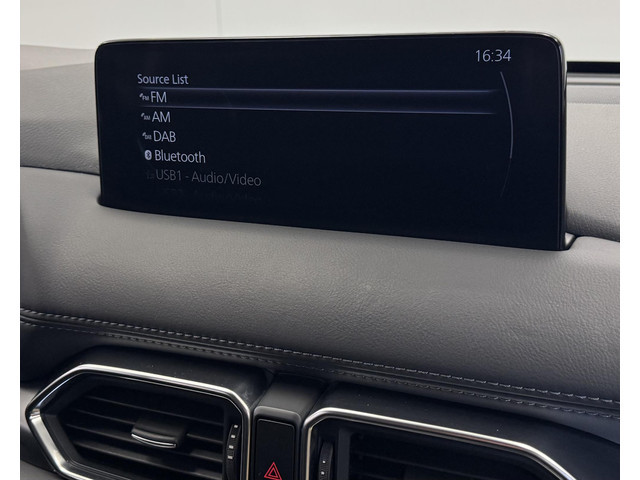 16:34
Source List
FM
AM
DAB
Bluetooth
USB1 - Audio/Video